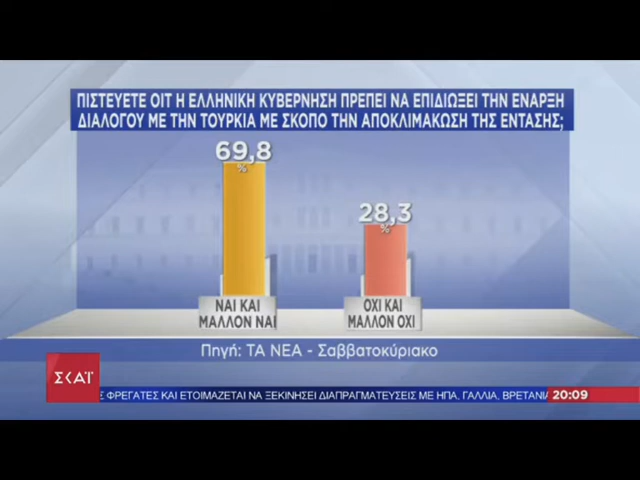 ΠΙΣΤΕΥΕΤΕ ΟΙΤ Η ΕΛΛΗΝΙΚΗ ΚΥΒΕΡΝΗΣΗ ΠΡΕΠΕΙ ΝΑ ΕΠΙΔΙΩΞΕΙ ΤΗΝ ΕΝΑΡΞΗ
ΔΙΑΛΟΓΟΥ ΜΕ ΤΗΝ ΤΟΥΡΚΙΑ ΜΕ ΣΚΟΠΟ ΤΗΝ ΑΠΟΚΛΙΜΑΚΩΣΗ ΤΗΣ ΕΝΤΑΣΗΣ;
69,8
%
28,3
%
ΝΑΙ ΚΑΙ
ΜΑΛΛΟΝ ΝΑΙ
ΟΧΙ ΚΑΙ
ΜΑΛΛΟΝ ΟΧΙ
Πηγή: ΤΑ ΝΕΑ - Σαββατοκύριακο
ΣΚΑΪ
Σ ΦΡΕΓΑΤΕΣ ΚΑΙ ΕΤΟΙΜΑΖΕΤΑΙ ΝΑ ΞΕΚΙΝΗΣΕΙ ΔΙΑΠΡΑΓΜΑΤΕΥΣΕΙΣ ΜΕ ΗΠΑ, ΓΑΛΛΙΑ, ΒΡΕΤΑΝΙΑ
20:09